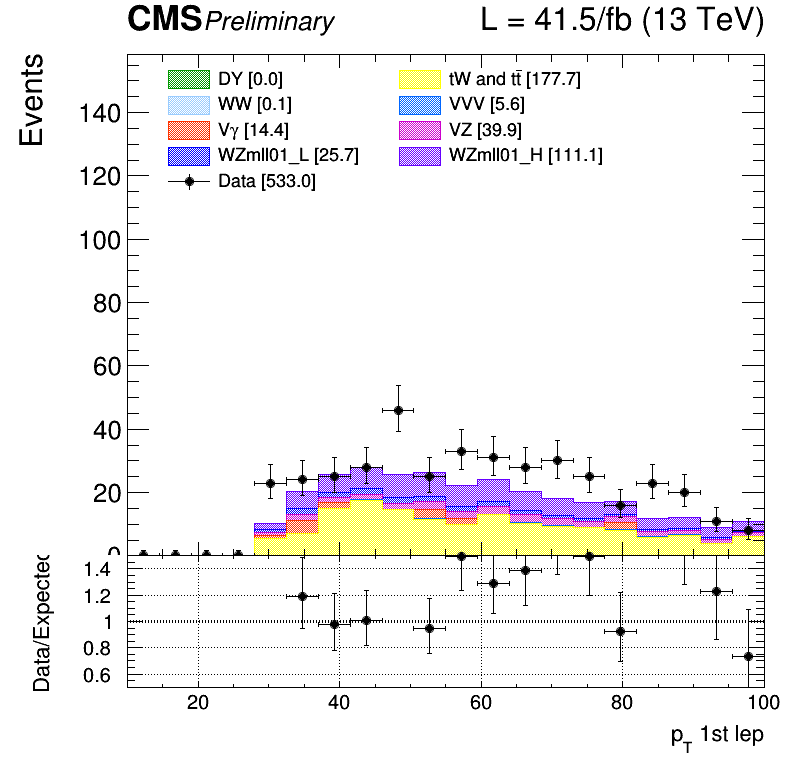 CMS Preliminary L = 41.5/fb (13 TeV)
Events
DY [0.0] tW and tt̄ [177.7]
WW [0.1] VVV [5.6]
Vγ [14.4] VZ [39.9]
WZmll01_L [25.7] WZmll01_H [111.1]
Data [533.0]
140
120
100
80
60
40
20
0
Data/Expected
1.4
1.2
1
0.8
0.6
20 40 60 80 100
pT 1st lep